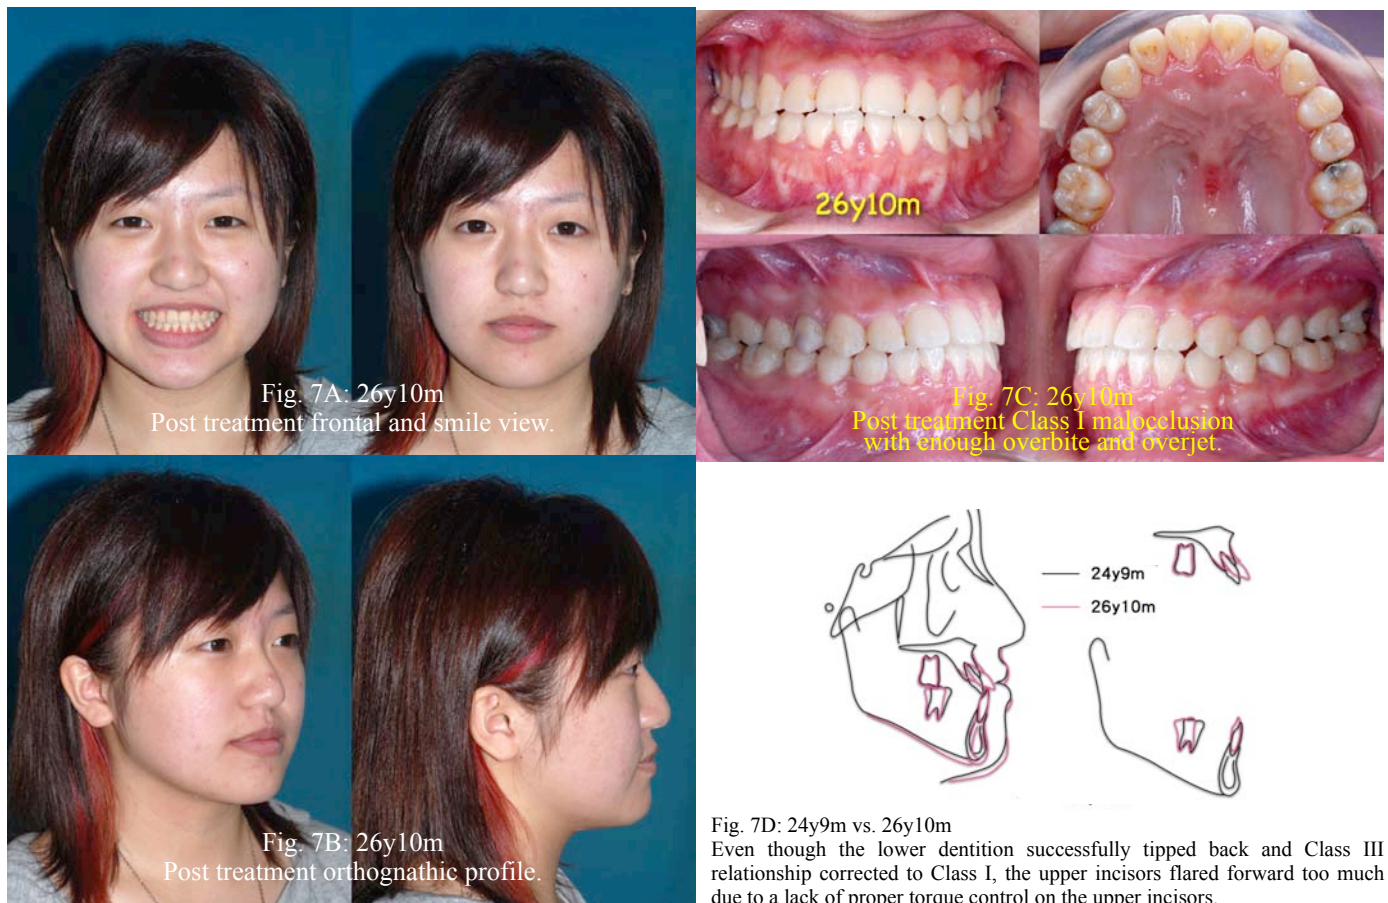 Fig. 7A: 26y10m
Post treatment frontal and smile view.
Fig. 7B: 26y10m
Post treatment orthognathic profile.
26y10m
Fig. 7C: 26y10m
Post treatment Class I malocclusion
with enough overbite and overjet.
24y9m
26y10m
Fig. 7D: 24y9m vs. 26y10m
Even though the lower dentition successfully tipped back and Class III
relationship corrected to Class I, the upper incisors flared forward too much
due to a lack of proper torque control on the upper incisors.